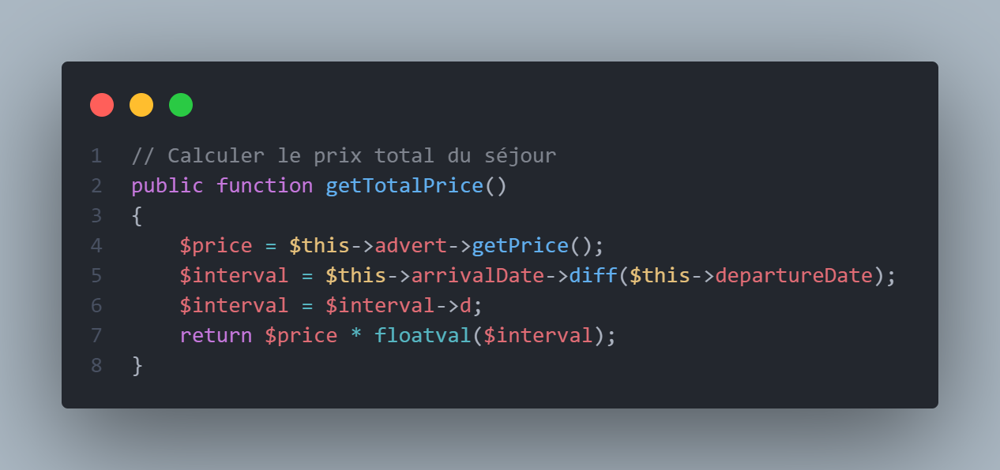 1 // Calculer le prix total du séjour
2 public function getTotalPrice()
3 {
4     $price = $this->advert->getPrice();
5     $interval = $this->arrivalDate->diff($this->departureDate);
6     $interval = $interval->d;
7     return $price * floatval($interval);
8 }